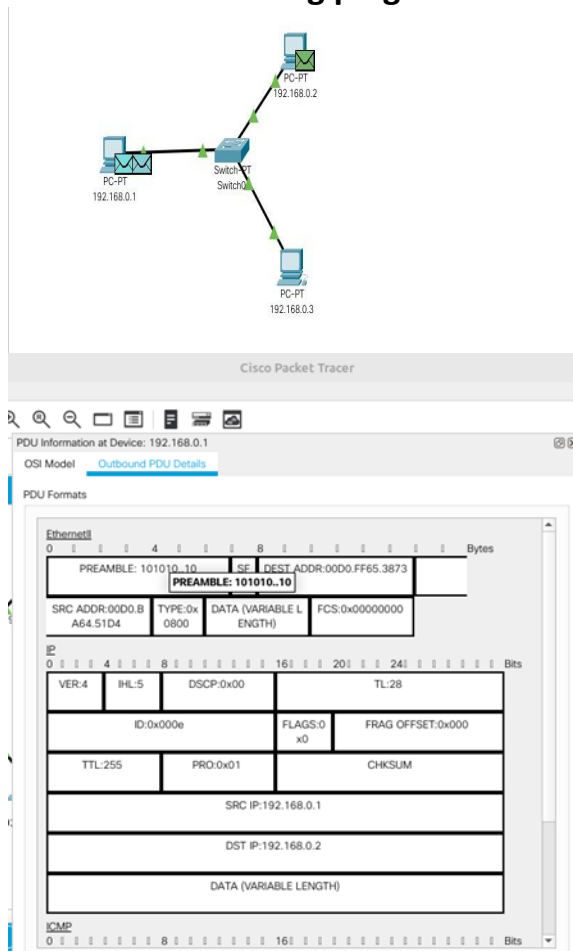 PC-PT
192.168.0.2
PC-PT
192.168.0.1
Switch-PT
Switch0
PC-PT
192.168.0.3
Cisco Packet Tracer
PDU Information at Device: 192.168.0.1
OSI Model Outbound PDU Details
PDU Formats
EthernetII
0 4 8 Bytes
PREAMBLE: 101010..10 SF DEST ADDR:00D0.FF65.3873
PREAMBLE: 101010..10
SRC ADDR:00D0.B TYPE:0x DATA (VARIABLE L FCS:0x00000000
A64.51D4 0800 ENGTH)
IP
0 4 8 16 20 24 Bits
VER:4 IHL:5 DSCP:0x00 TL:28
ID:0x000e FLAGS:0 FRAG OFFSET:0x000
x0
TTL:255 PRO:0x01 CHKSUM
SRC IP:192.168.0.1
DST IP:192.168.0.2
DATA (VARIABLE LENGTH)
ICMP
0 8 16 Bits